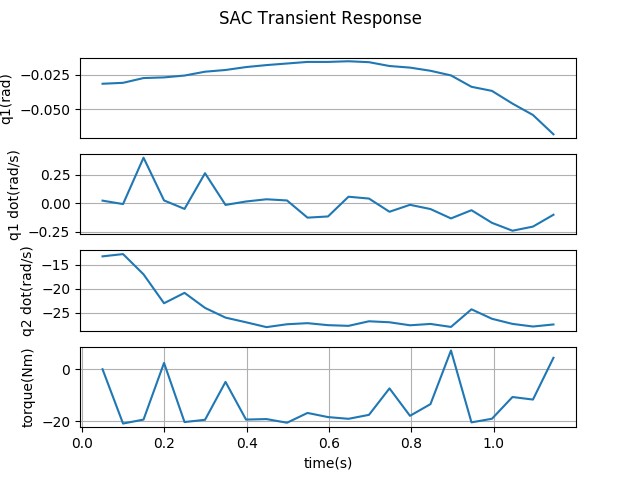 SAC Transient Response
−0.025
−0.050
q1(rad)
0.25
0.00
−0.25
q1 dot(rad/s)
−15
−20
−25
q2 dot(rad/s)
0
−20
torque(Nm)
0.0 0.2 0.4 0.6 0.8 1.0
time(s)